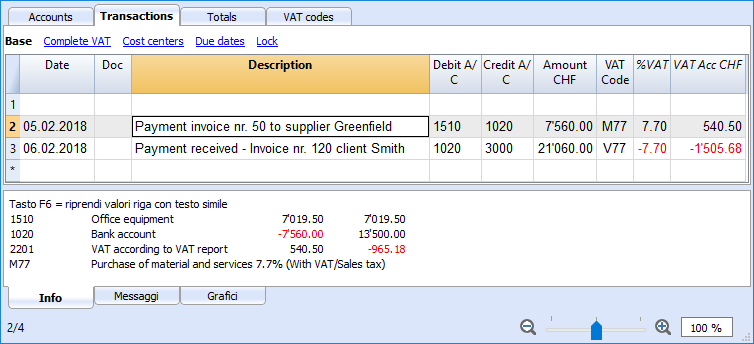 Accounts Transactions Totals VAT codes
Base Complete VAT Cost centers Due dates Lock
Date Doc Description Debit A/C Credit A/C Amount CHF VAT Code %VAT VAT Acc CHF
1
2 05.02.2018 Payment invoice nr. 50 to supplier Greenfield 1510 1020 7'560.00 M77 7.70 540.50
3 06.02.2018 Payment received - Invoice nr. 120 client Smith 1020 3000 21'060.00 V77 -7.70 -1'505.68
*
Tasto F6 = riprendi valori riga con testo simile
1510 Office equipment 7'019.50 7'019.50
1020 Bank account -7'560.00 13'500.00
2201 VAT according to VAT report 540.50 -965.18
M77 Purchase of material and services 7.7% (With VAT/Sales tax)
Info Messaggi Grafici
2/4 100 %